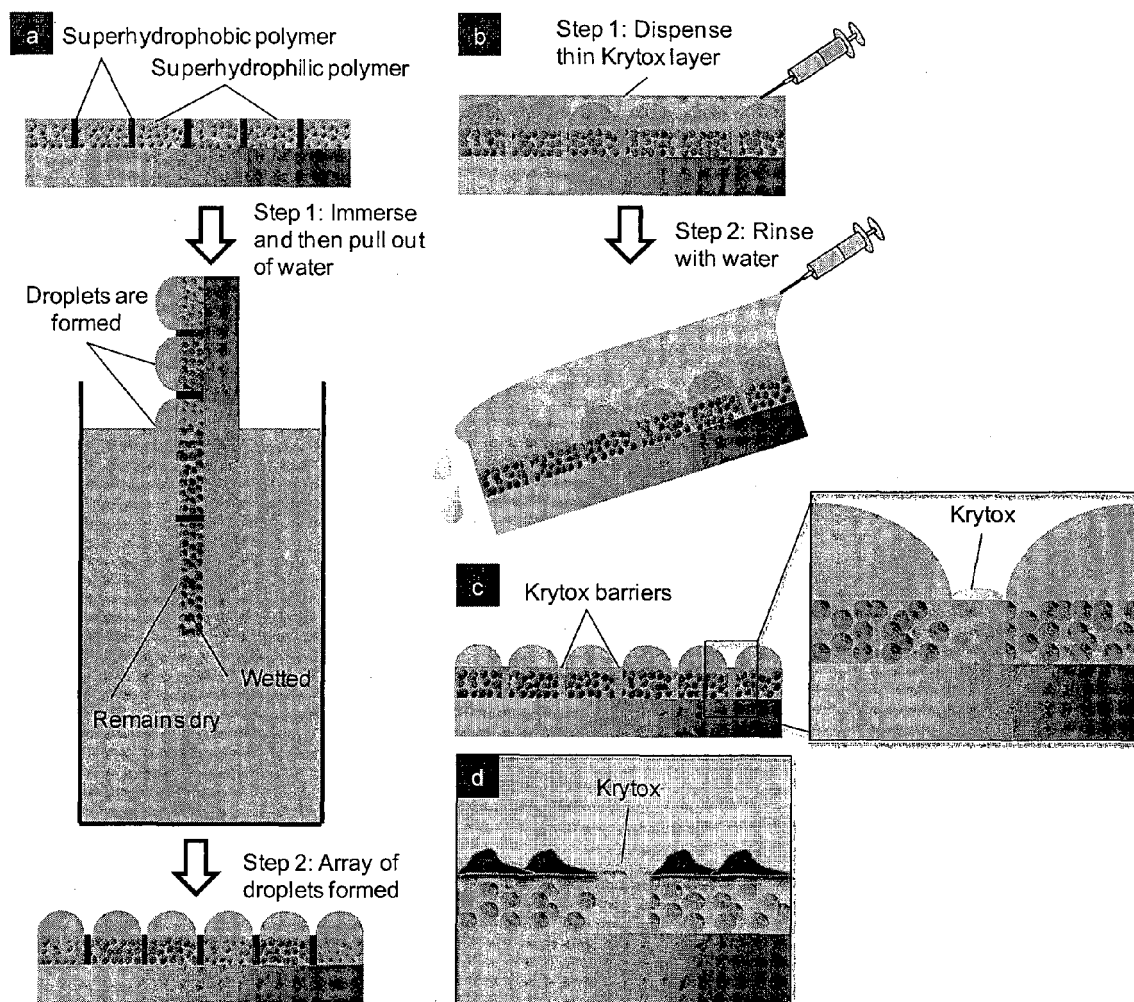 a
Superhydrophobic polymer
Superhydrophilic polymer
Step 1: Immerse
and then pull out
of water
Droplets are
formed
Wetted
Remains dry
Step 2: Array of
droplets formed
b
Step 1: Dispense
thin Krytox layer
Step 2: Rinse
with water
c
Krytox barriers
Krytox
d
Krytox